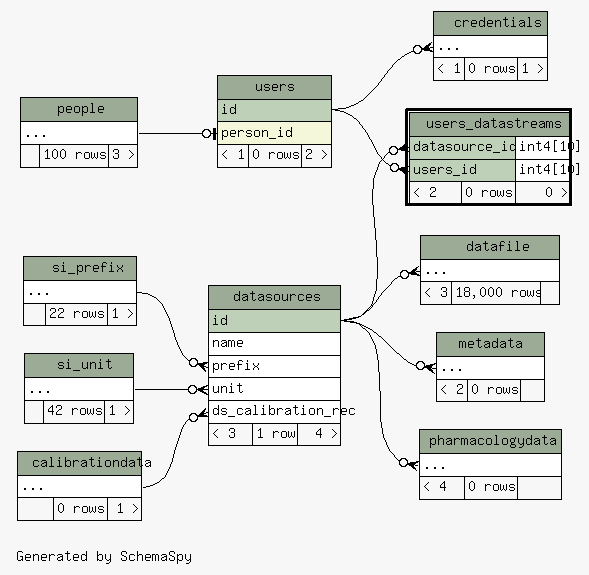 credentials
...
< 1 0 rows 1 >
users
id
person_id
< 1 0 rows 2 >
people
...
100 rows 3 >
users_datastreams
datasource_id int4[10]
users_id int4[10]
< 2 0 rows 0 >
datafile
...
< 3 18,000 rows
si_prefix
...
22 rows 1 >
datasources
id
name
prefix
unit
ds_calibration_rec
< 3 1 row 4 >
metadata
...
< 2 0 rows
si_unit
...
42 rows 1 >
pharmacologydata
...
< 4 0 rows
calibrationdata
...
0 rows 1 >
Generated by SchemaSpy